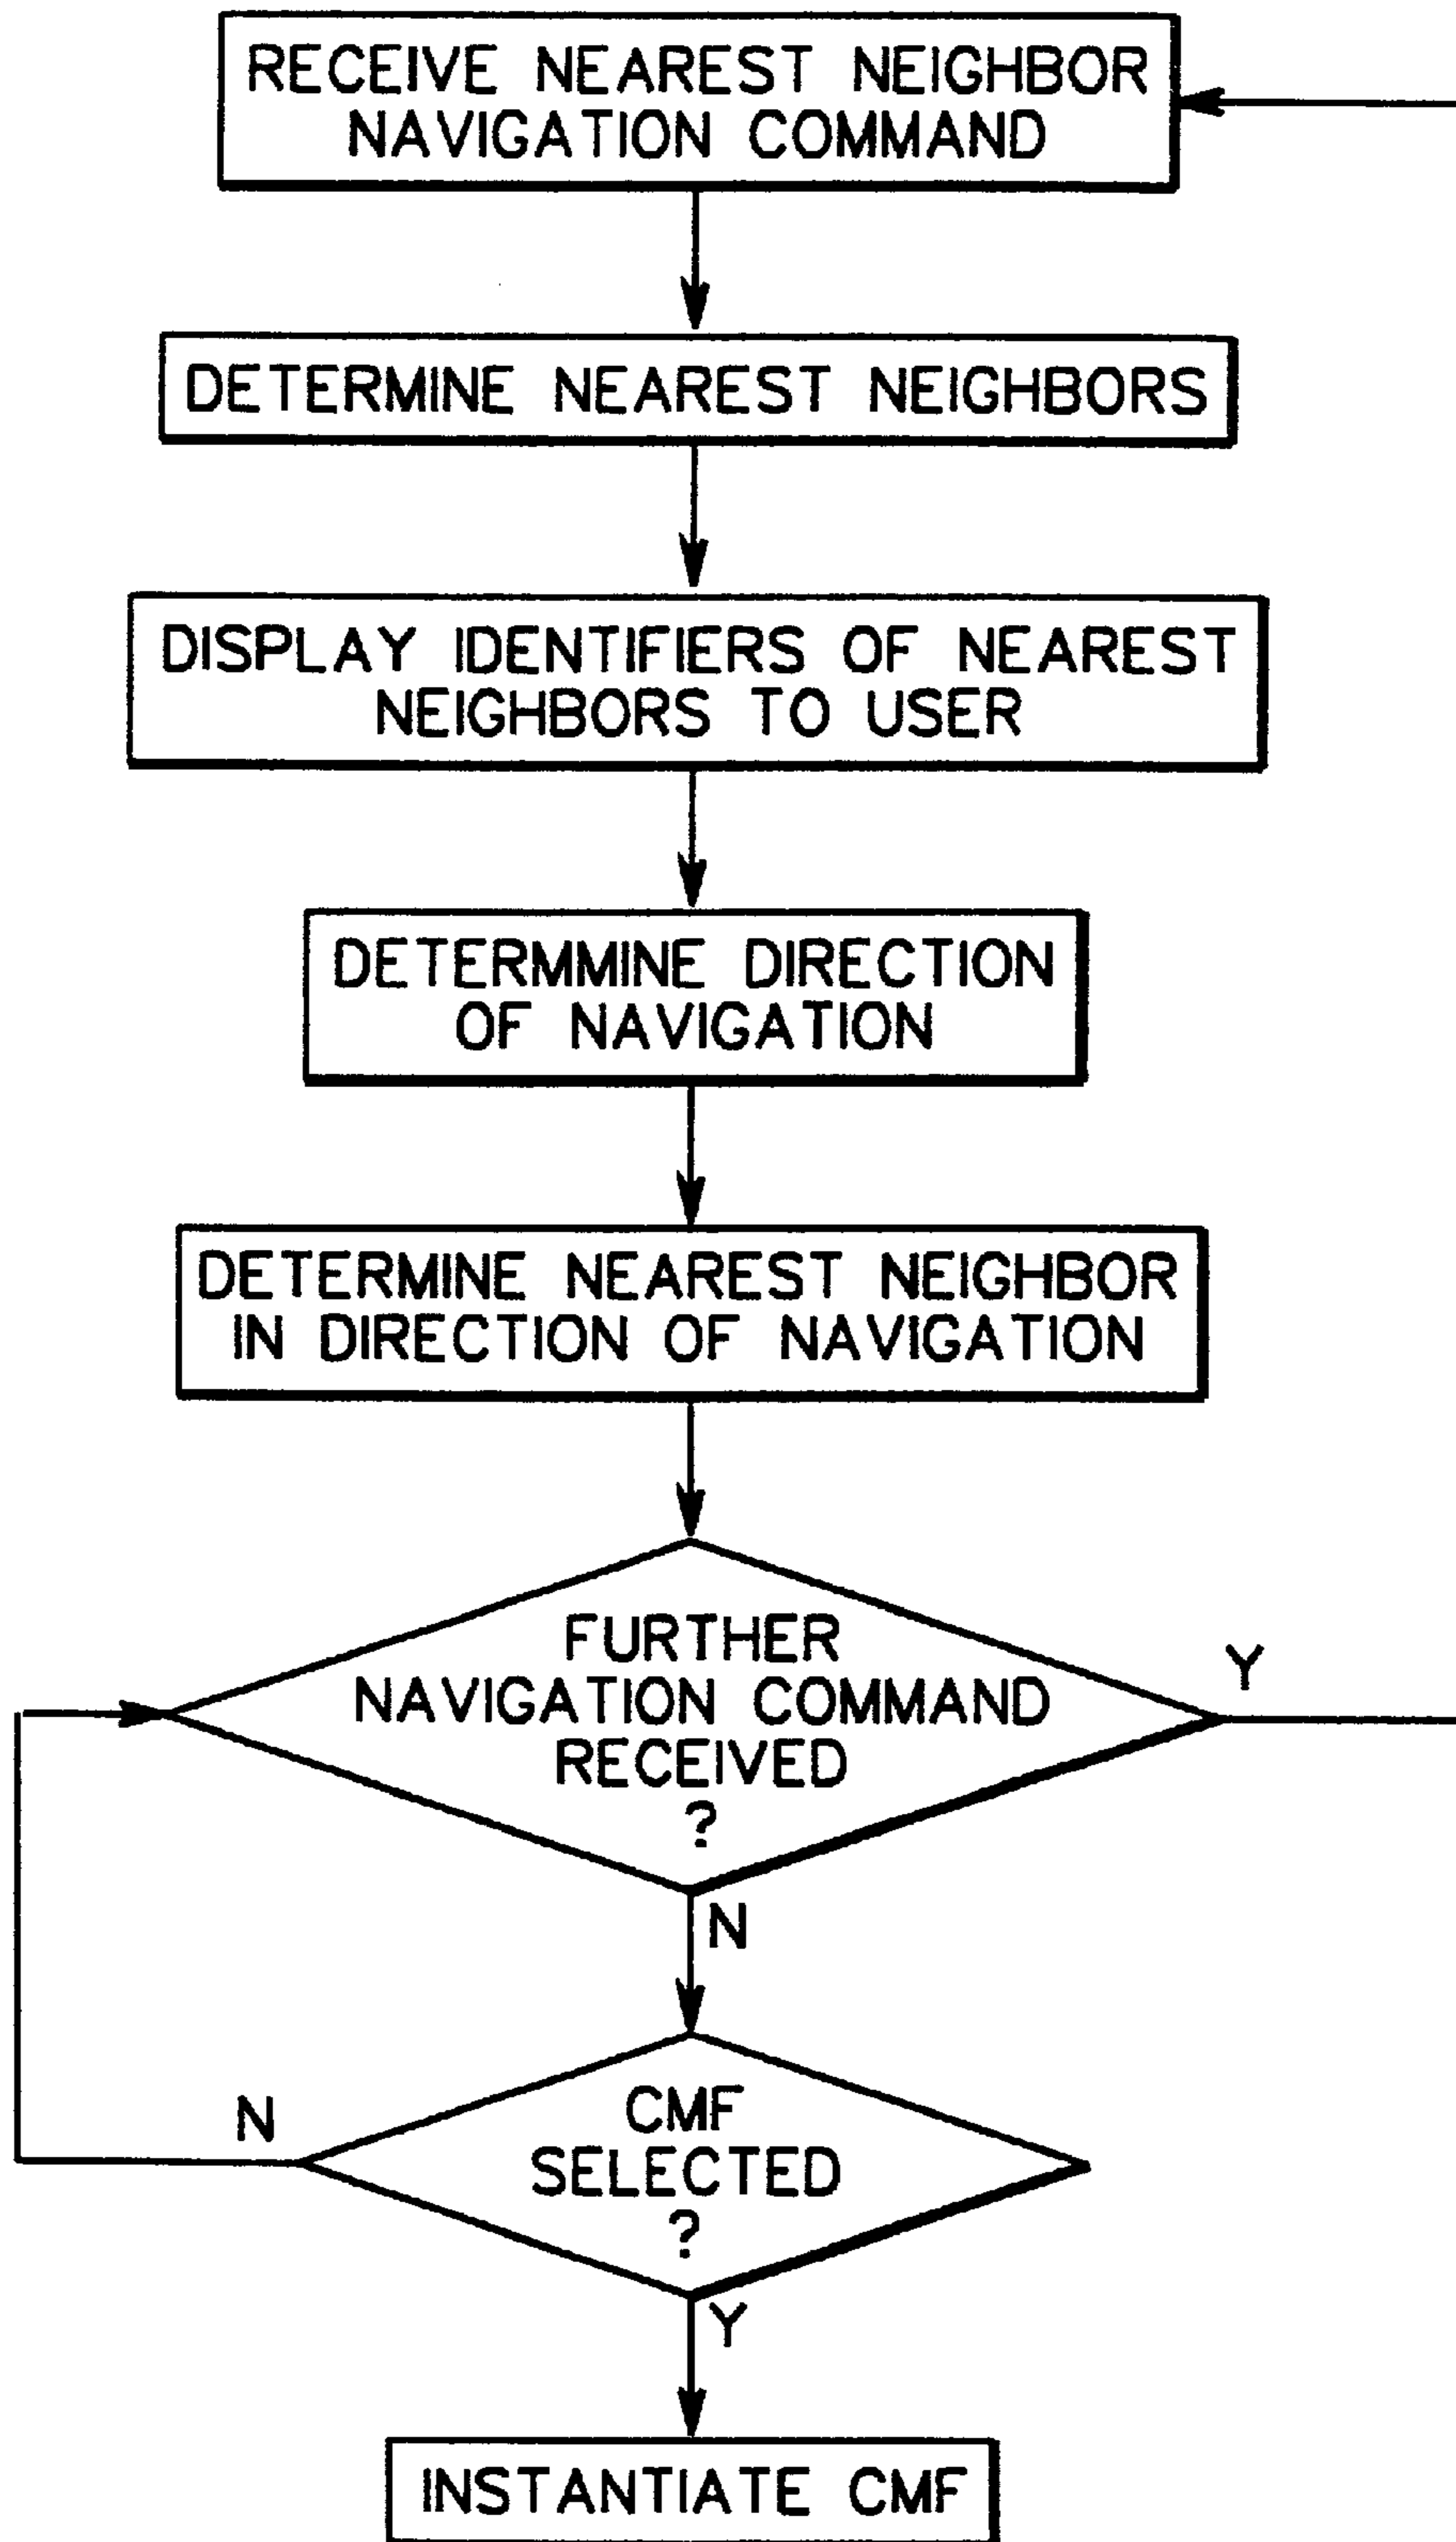 RECEIVE NEAREST NEIGHBOR
NAVIGATION COMMAND
DETERMINE NEAREST NEIGHBORS
DISPLAY IDENTIFIERS OF NEAREST
NEIGHBORS TO USER
DETERMMINE DIRECTION
OF NAVIGATION
DETERMINE NEAREST NEIGHBOR
IN DIRECTION OF NAVIGATION
FURTHER
NAVIGATION COMMAND
RECEIVED
?
Y
N
CMF
SELECTED
?
N
Y
INSTANTIATE CMF